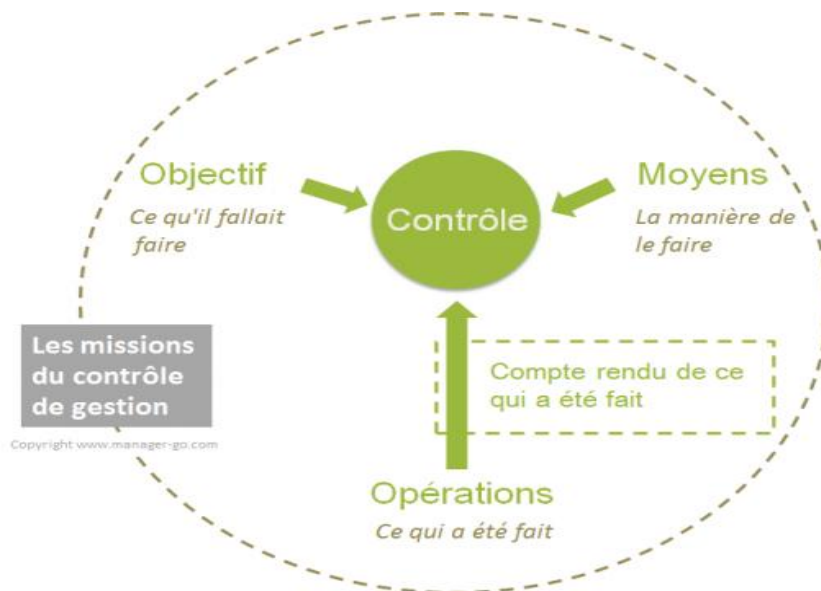 Objectif
Ce qu'il fallait
faire
Contrôle
Moyens
La manière de
le faire
Les missions
du contrôle
de gestion
Copyright www.manager-go.com
Compte rendu de ce
qui a été fait
Opérations
Ce qui a été fait